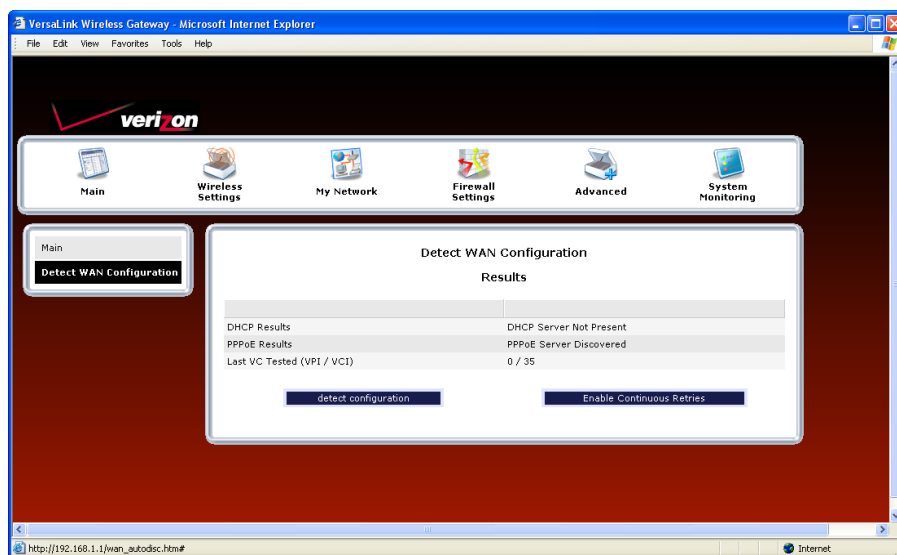 VersaLink Wireless Gateway - Microsoft Internet Explorer
File Edit View Favorites Tools Help
verizon
Main
Wireless Settings
My Network
Firewall Settings
Advanced
System Monitoring
Main
Detect WAN Configuration
Detect WAN Configuration
Results
DHCP Results DHCP Server Not Present
PPPoE Results PPPoE Server Discovered
Last VC Tested (VPI / VCI) 0 / 35
detect configuration Enable Continuous Retries
http://192.168.1.1/wan_autodisc.htm# Internet